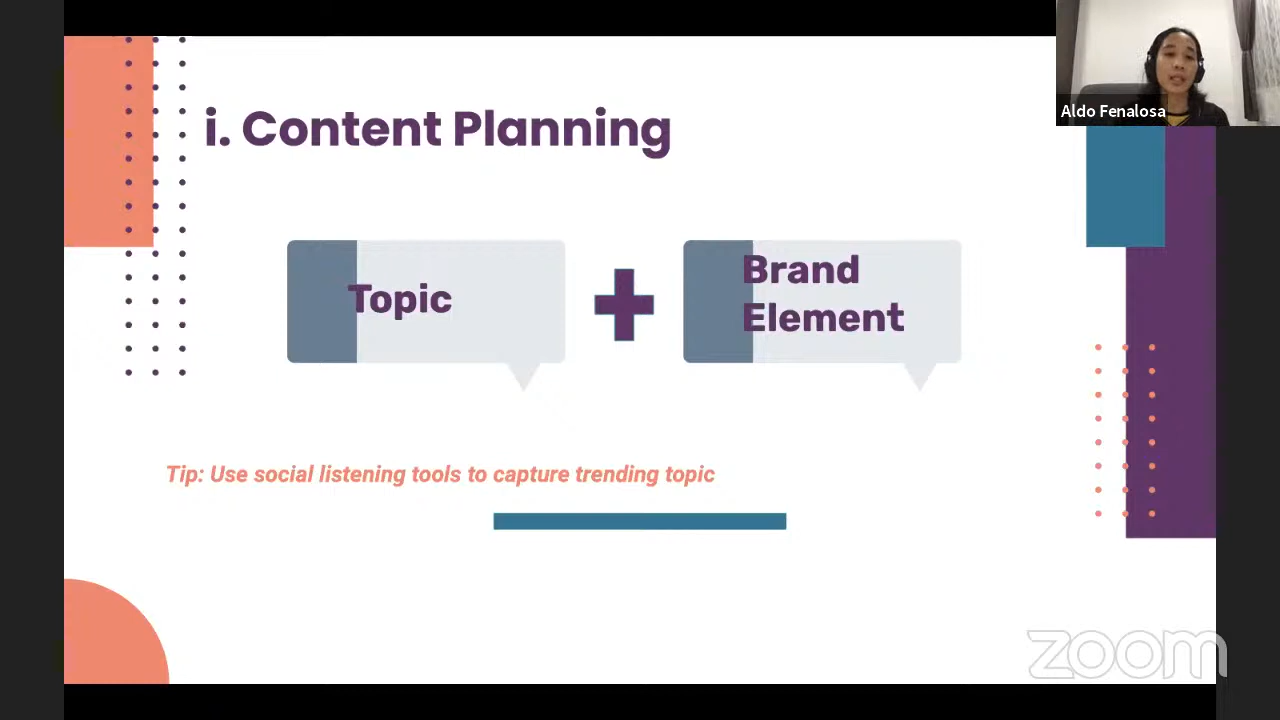 i. Content Planning
Topic
Brand
Element
Tip: Use social listening tools to capture trending topic
Aldo Fenalosa
zoom